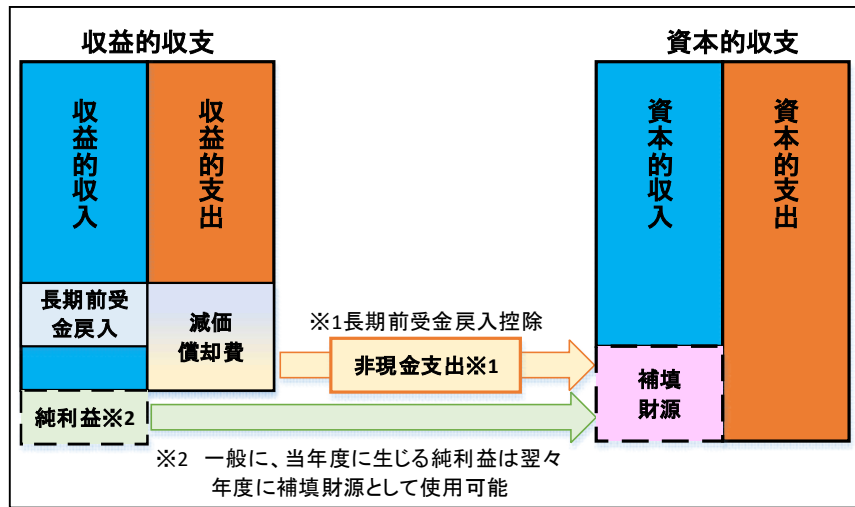 収益的収支
資本的収支
収益的収入
収益的支出
資本的収入
資本的支出
長期前受
金戻入
減価
償却費
※1長期前受金戻入控除
非現金支出※1
補填
財源
純利益※2
※2 一般に、当年度に生じる純利益は翌々
年度に補填財源として使用可能